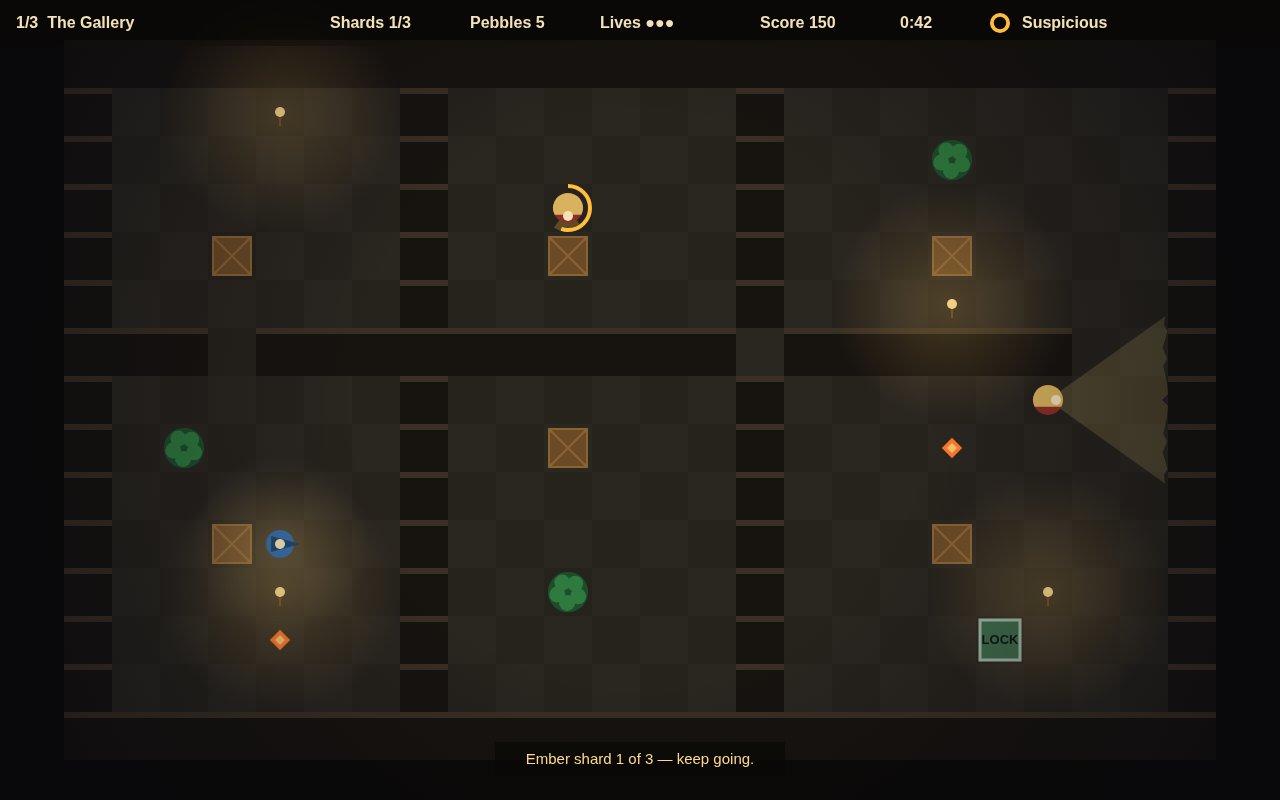 1/3 The Gallery Shards 1/3 Pebbles 5 Lives ●●● Score 150 0:42 Suspicious
LOCK
Ember shard 1 of 3 — keep going.